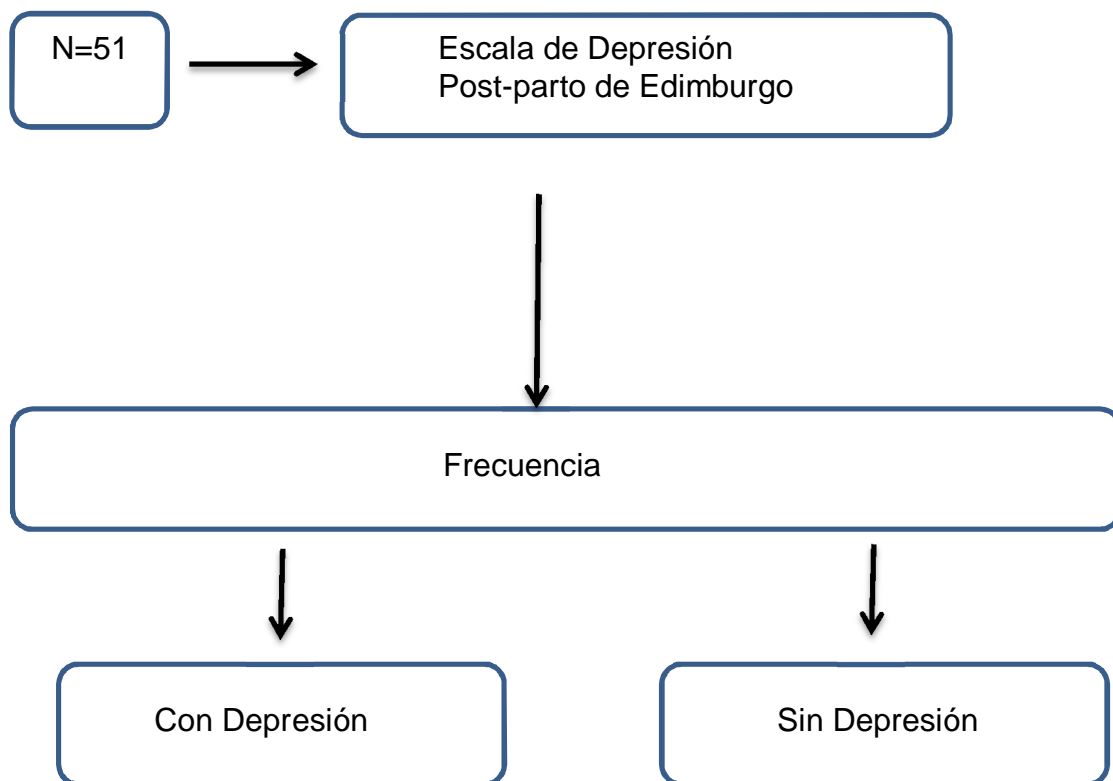 N=51
Escala de Depresión
Post-parto de Edimburgo
Frecuencia
Con Depresión
Sin Depresión